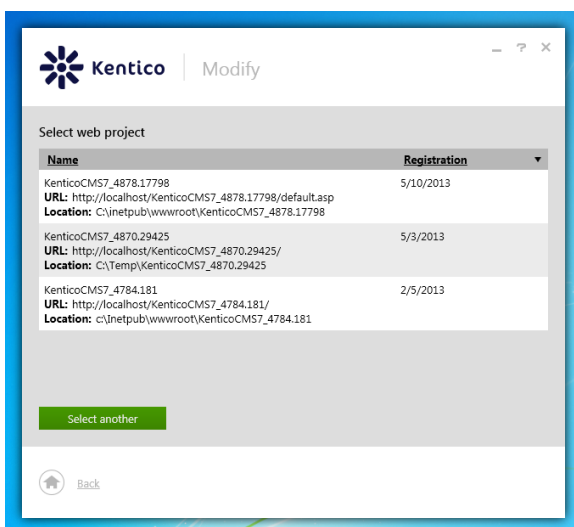 Kentico Modify
Select web project
Name Registration
KenticoCMS7_4878.17798 5/10/2013
URL: http://localhost/KenticoCMS7_4878.17798/default.asp
Location: C:\inetpub\wwwroot\KenticoCMS7_4878.17798
KenticoCMS7_4870.29425 5/3/2013
URL: http://localhost/KenticoCMS7_4870.29425/
Location: C:\Temp\KenticoCMS7_4870.29425
KenticoCMS7_4784.181 2/5/2013
URL: http://localhost/KenticoCMS7_4784.181/
Location: c:\Inetpub\wwwroot\KenticoCMS7_4784.181
Select another
Back